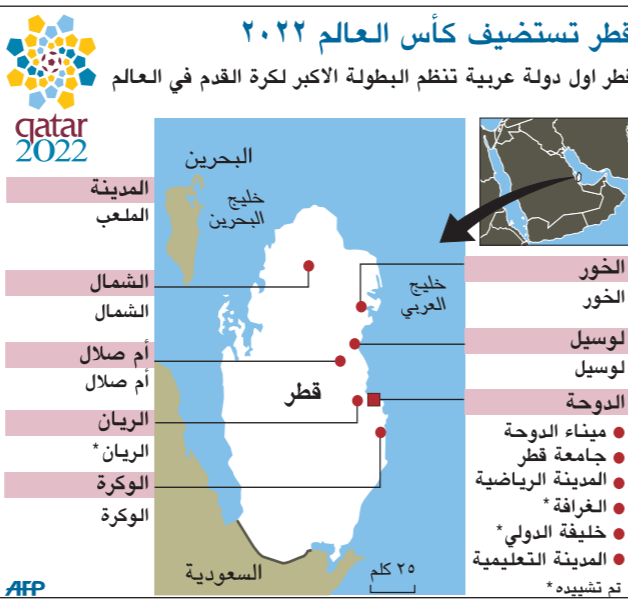 قطر تستضيف كأس العالم ٢٠٢٢
قطر اول دولة عربية تنظم البطولة الاكبر لكرة القدم في العالم
qatar
2022
البحرين
خليج
البحرين
خليج
العربي
قطر
السعودية
٢٥ كلم
المدينة
الملعب
الشمال
الشمال
أم صلال
أم صلال
الريان
الريان*
الوكرة
الوكرة
الخور
الخور
لوسيل
لوسيل
الدوحة
ميناء الدوحة
جامعة قطر
المدينة الرياضية
الغرافة*
خليفة الدولي*
المدينة التعليمية
تم تشييده*
AFP